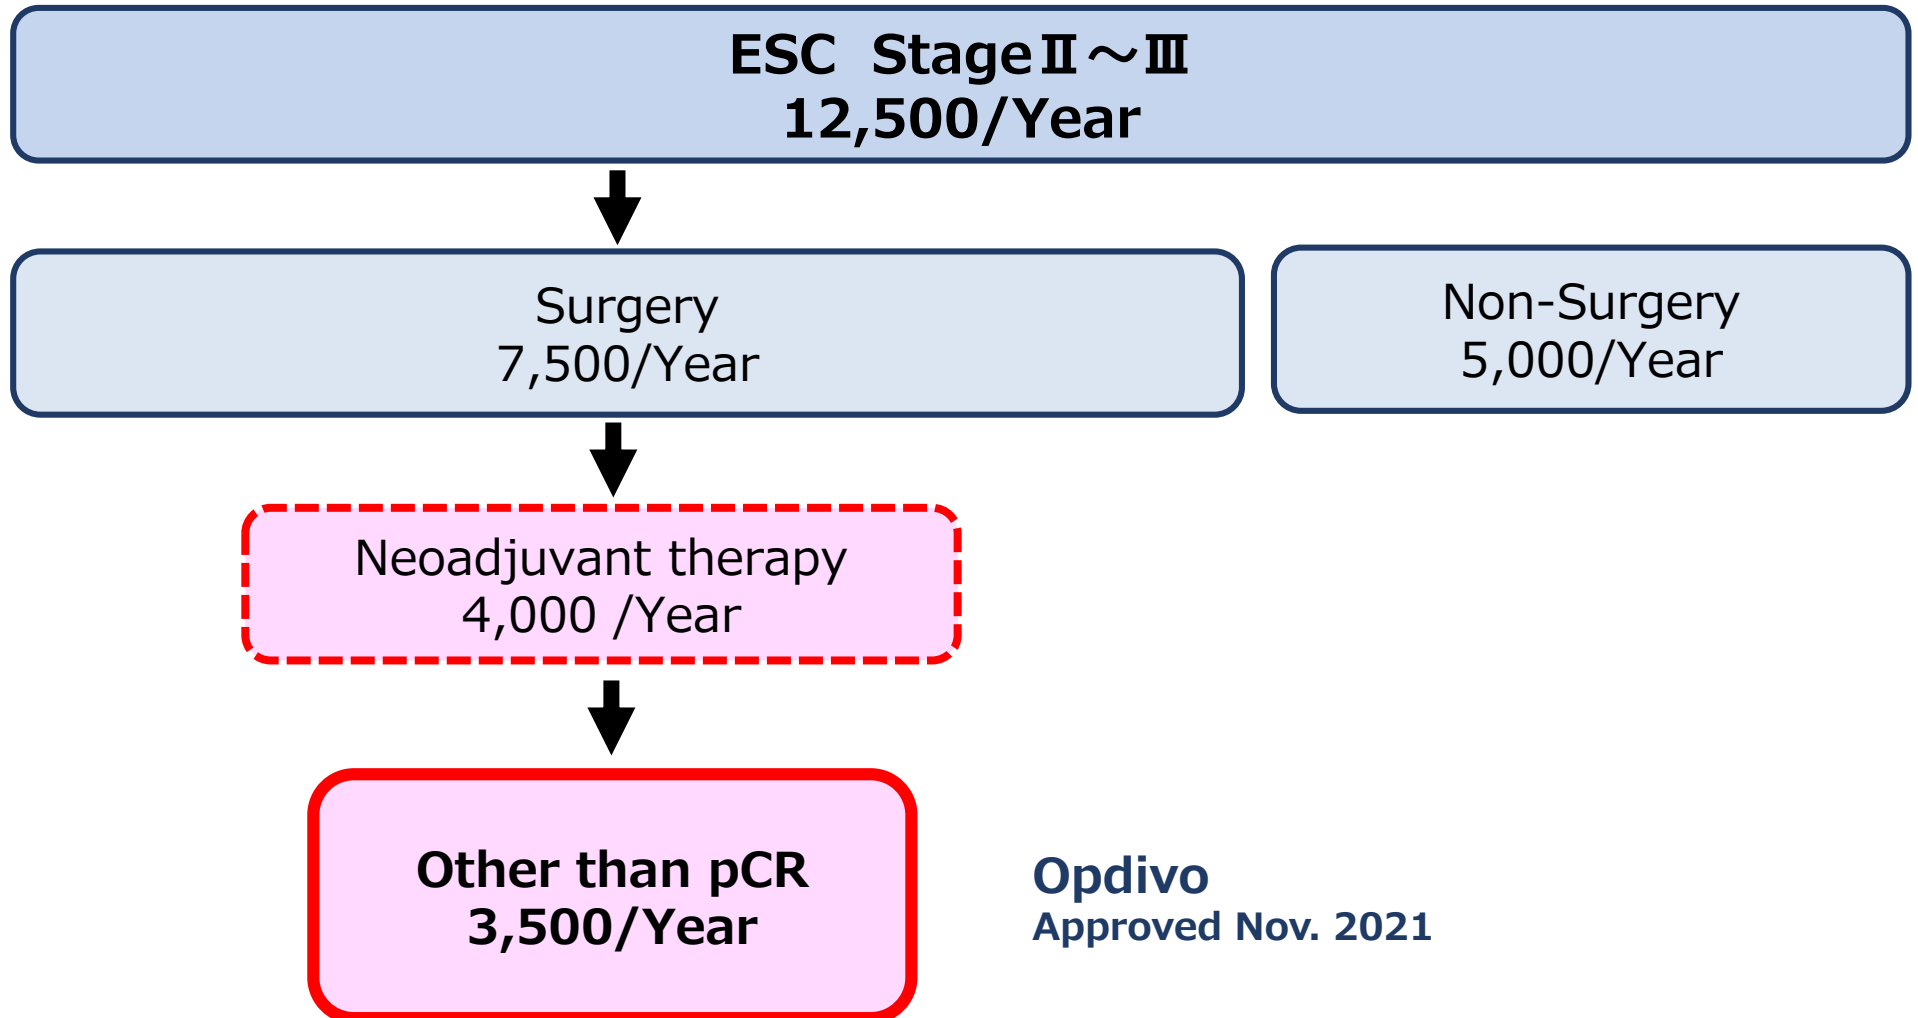 ESC StageⅡ～Ⅲ
12,500/Year
Surgery
7,500/Year
Non-Surgery
5,000/Year
Neoadjuvant therapy
4,000 /Year
Other than pCR
3,500/Year
Opdivo
Approved Nov. 2021